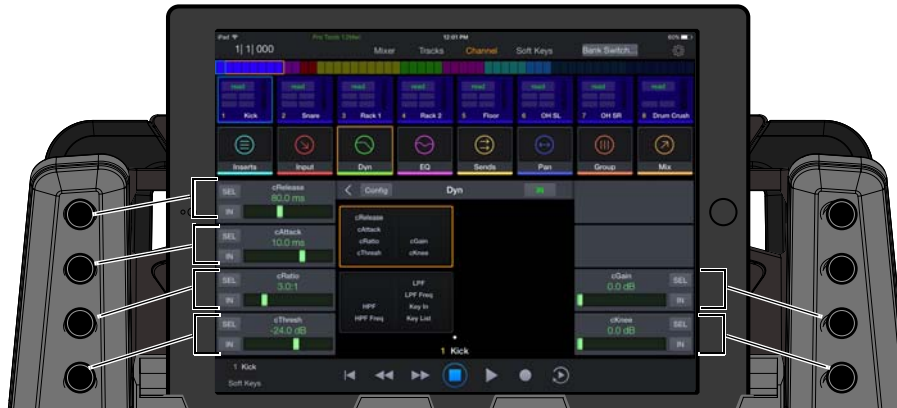 iPad
Pro Tools 12Mac
12:01 PM
1| 1| 000
Mixer
Tracks
Channel
Soft Keys
Bank Switch...
read
read
read
read
read
read
read
read
1 Kick
2 Snare
3 Rack 1
4 Rack 2
5 Floor
6 OH SL
7 OH SR
8 Drum Crush
Inserts
Input
Dyn
EQ
Sends
Pan
Group
Mix
SEL
cRelease
80.0 ms
IN
SEL
cAttack
10.0 ms
IN
SEL
cRatio
3.0:1
IN
SEL
cThresh
-24.0 dB
IN
Config
Dyn
IN
cRelease
cAttack
cRatio
cGain
cThresh
cKnee
LPF
LPF Freq
HPF
Key In
HPF Freq
Key List
1 Kick
cGain
0.0 dB
SEL
IN
cKnee
0.0 dB
SEL
IN
1 Kick
Soft Keys